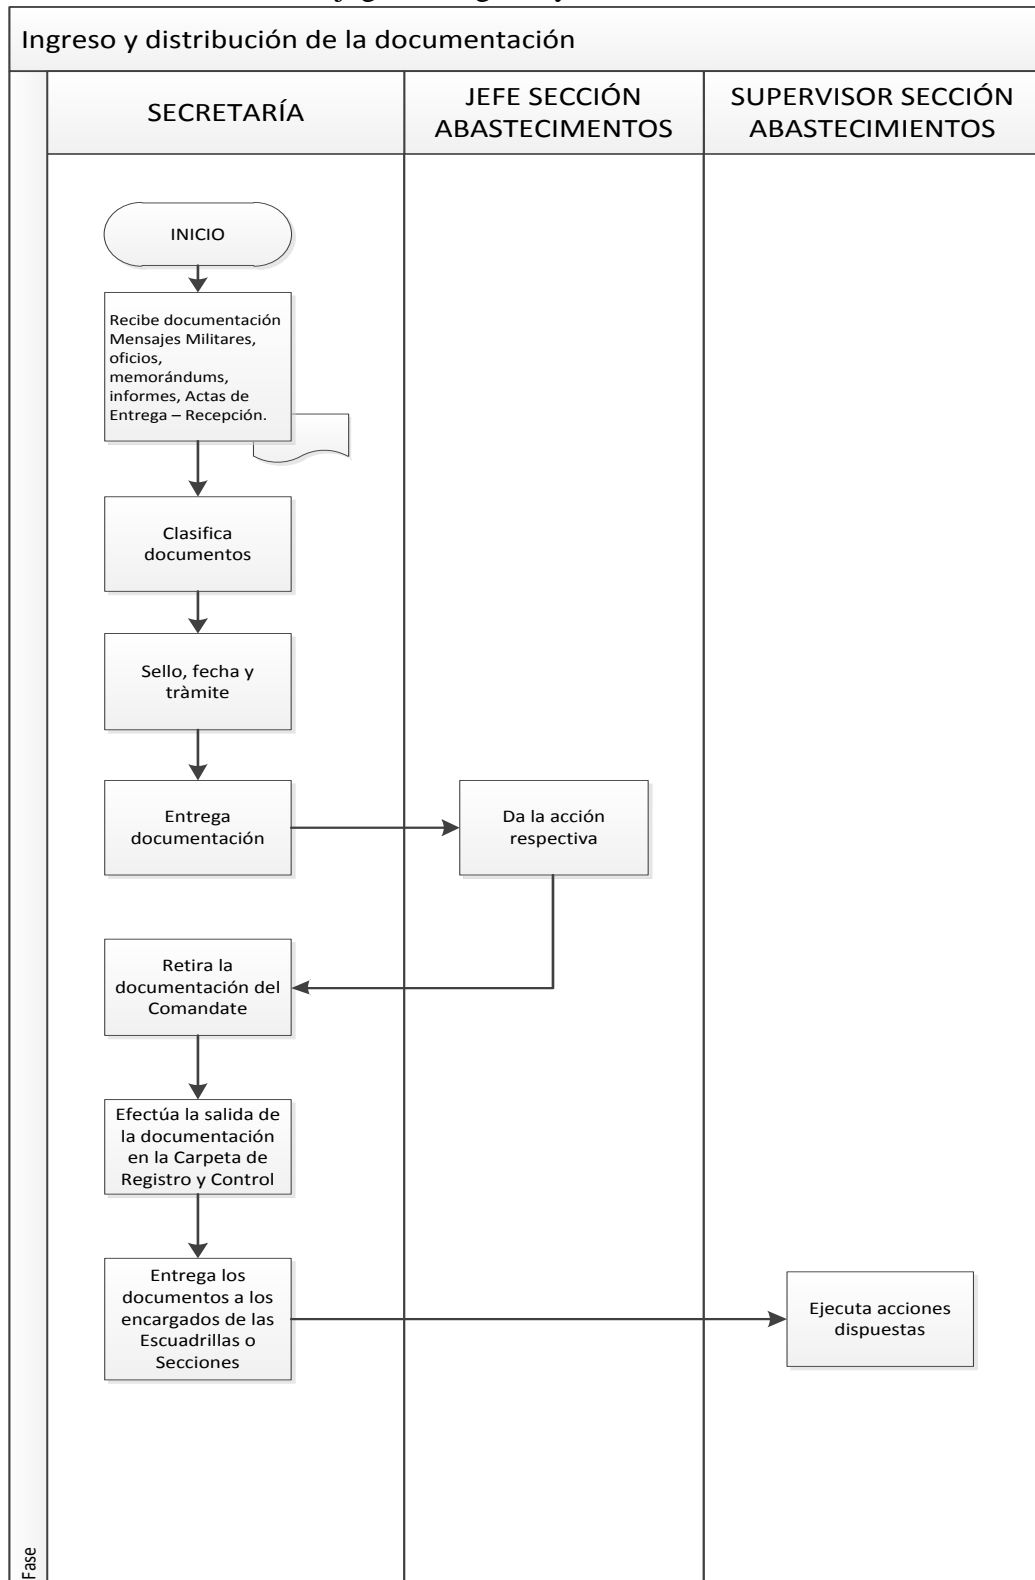 Ingreso y distribución de la documentación
SECRETARÍA
JEFE SECCIÓN
ABASTECIMENTOS
SUPERVISOR SECCIÓN
ABASTECIMIENTOS
INICIO
Recibe documentación
Mensajes Militares,
oficios,
memorándums,
informes, Actas de
Entrega – Recepción.
Clasifica
documentos
Sello, fecha y
tràmite
Entrega
documentación
Da la acción
respectiva
Retira la
documentación del
Comandate
Efectúa la salida de
la documentación
en la Carpeta de
Registro y Control
Entrega los
documentos a los
encargados de las
Escuadrillas o
Secciones
Ejecuta acciones
dispuestas
Fase